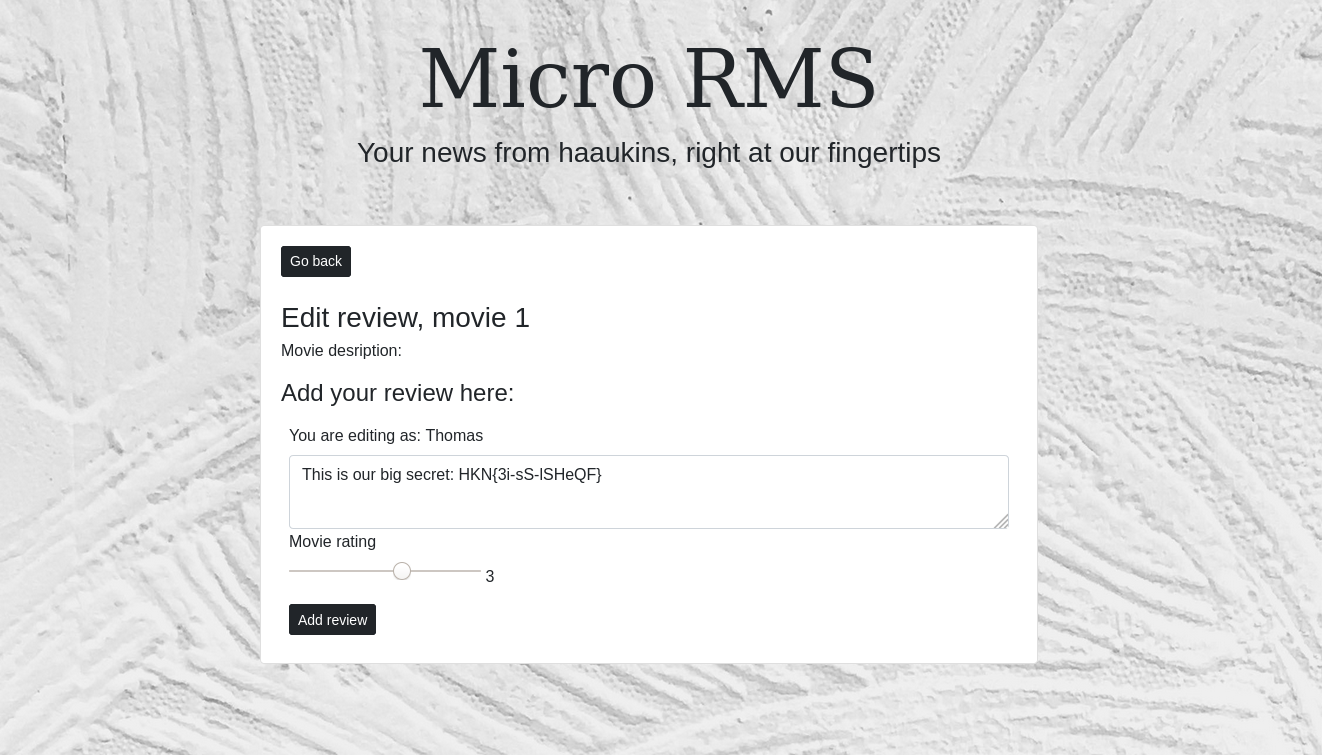 Micro RMS
Your news from haaukins, right at our fingertips
Go back
Edit review, movie 1
Movie desription:
Add your review here:
You are editing as: Thomas
This is our big secret: HKN{3i-sS-lSHeQF}
Movie rating
3
Add review